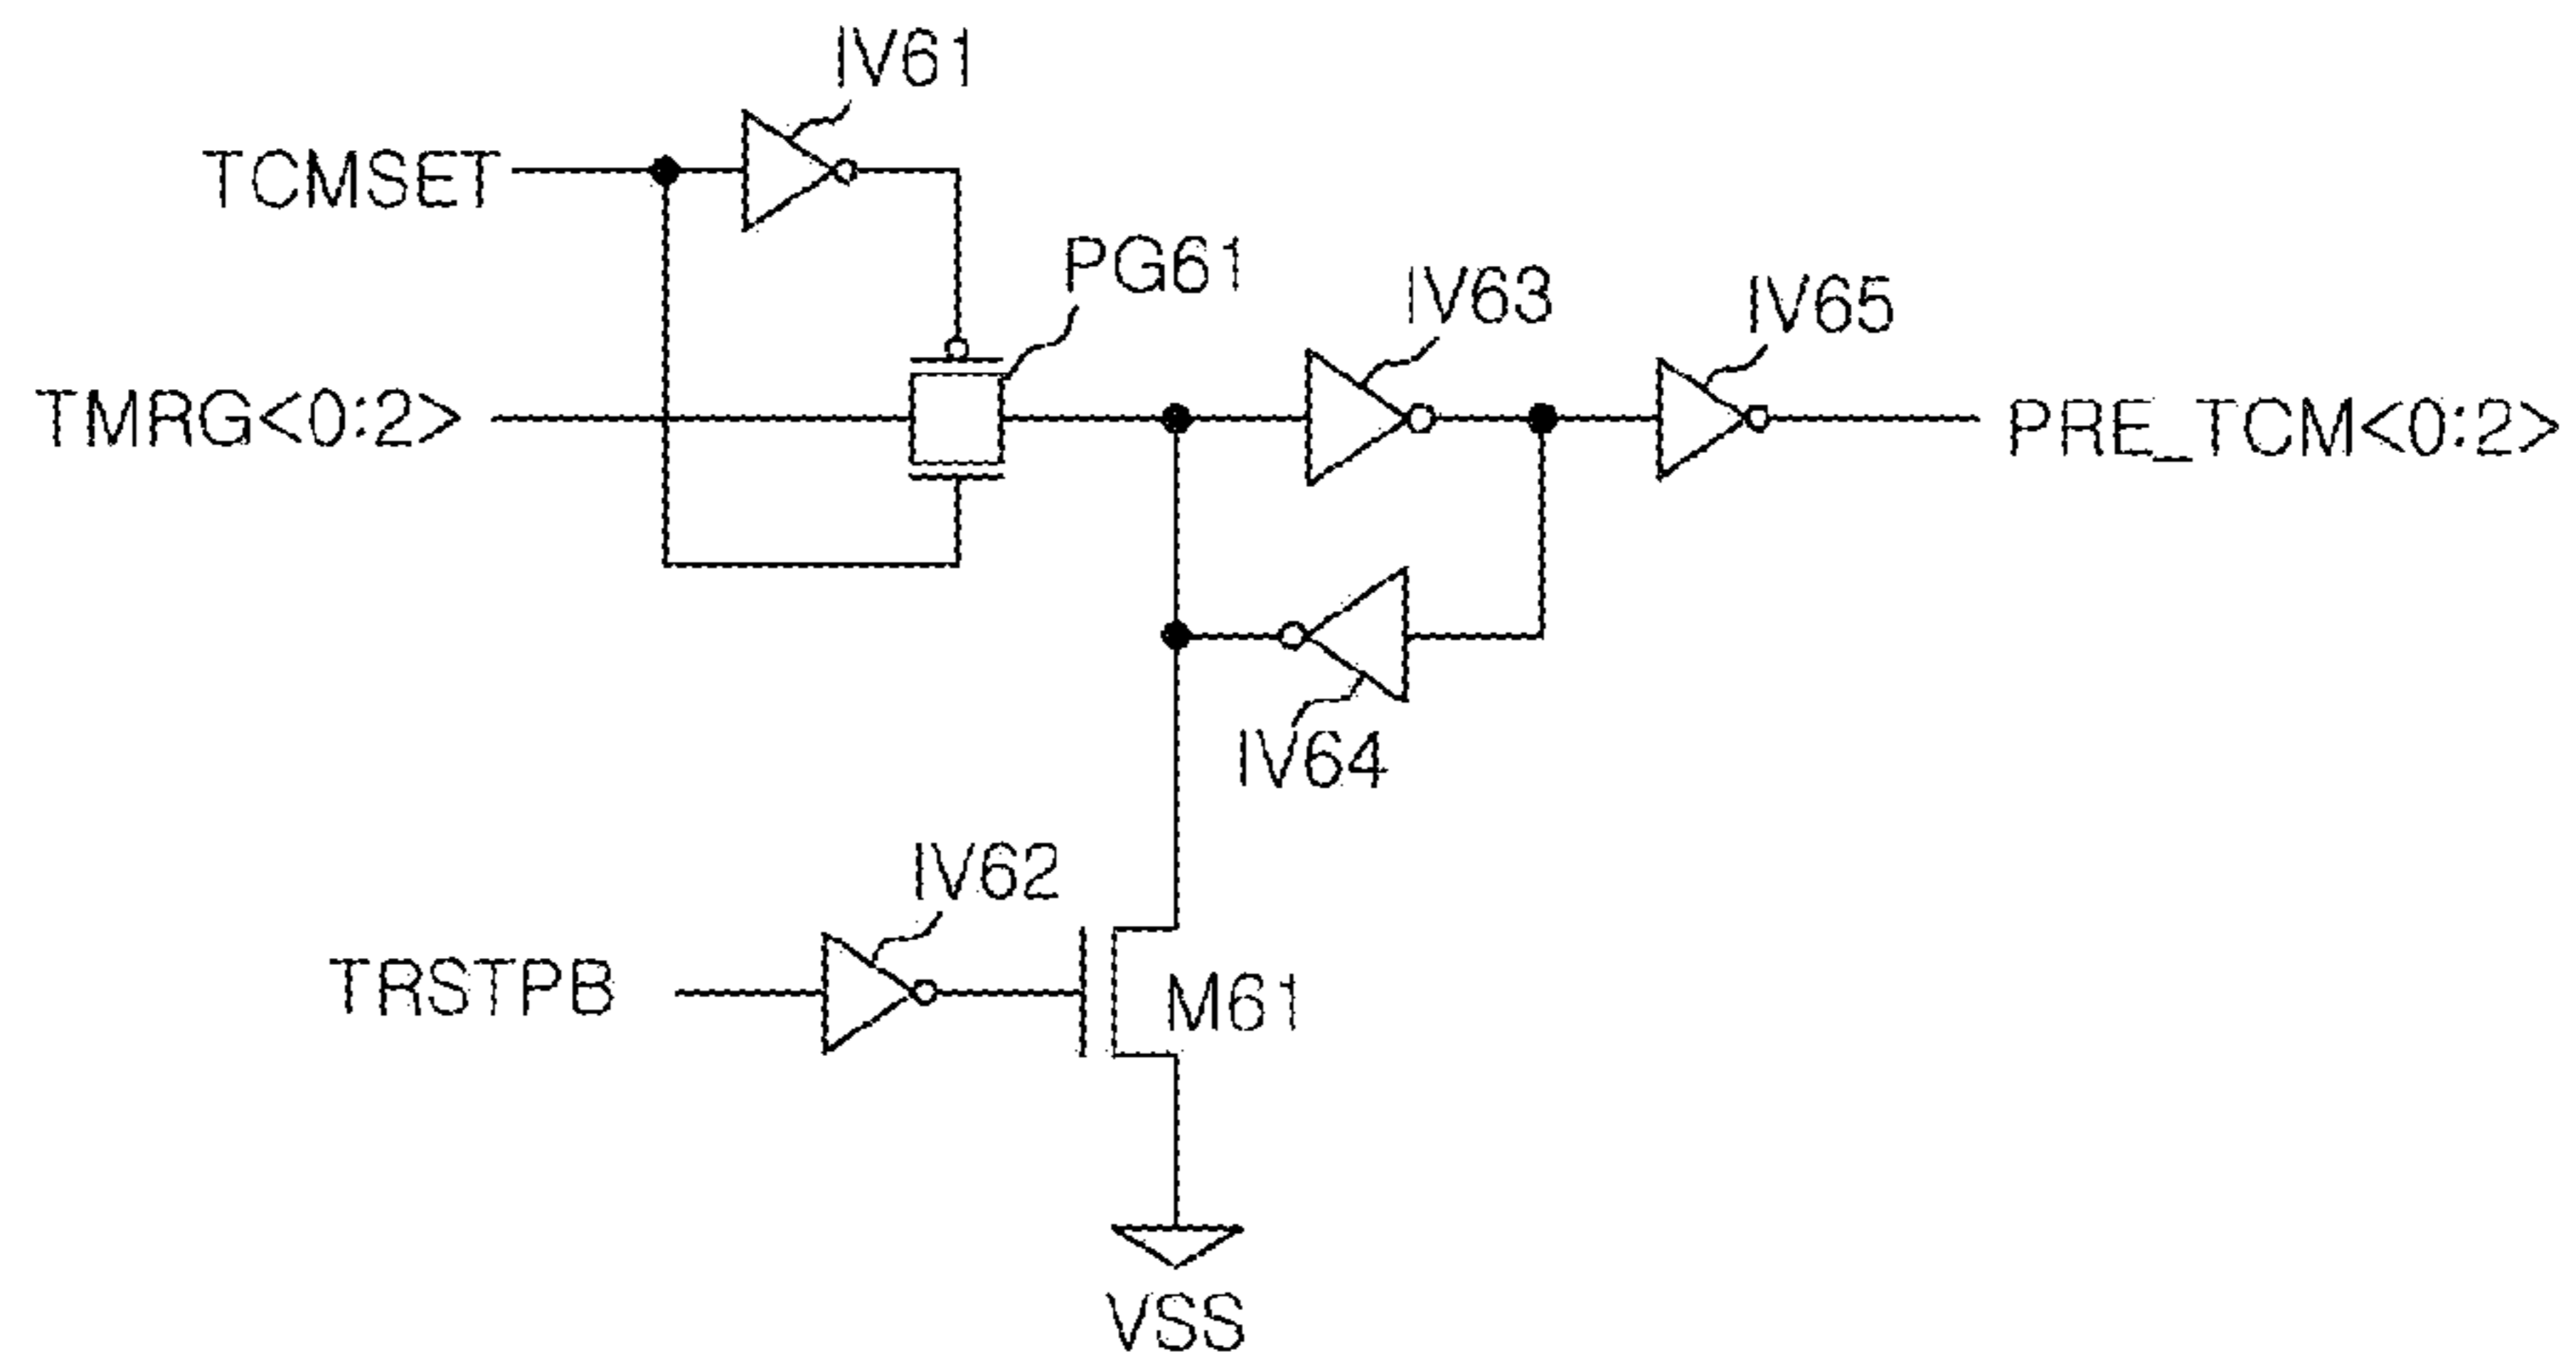 IV61
TCMSET
PG61
IV63
IV65
TMRG<0:2>
PRE_TCM<0:2>
IV64
IV62
TRSTPB
M61
VSS